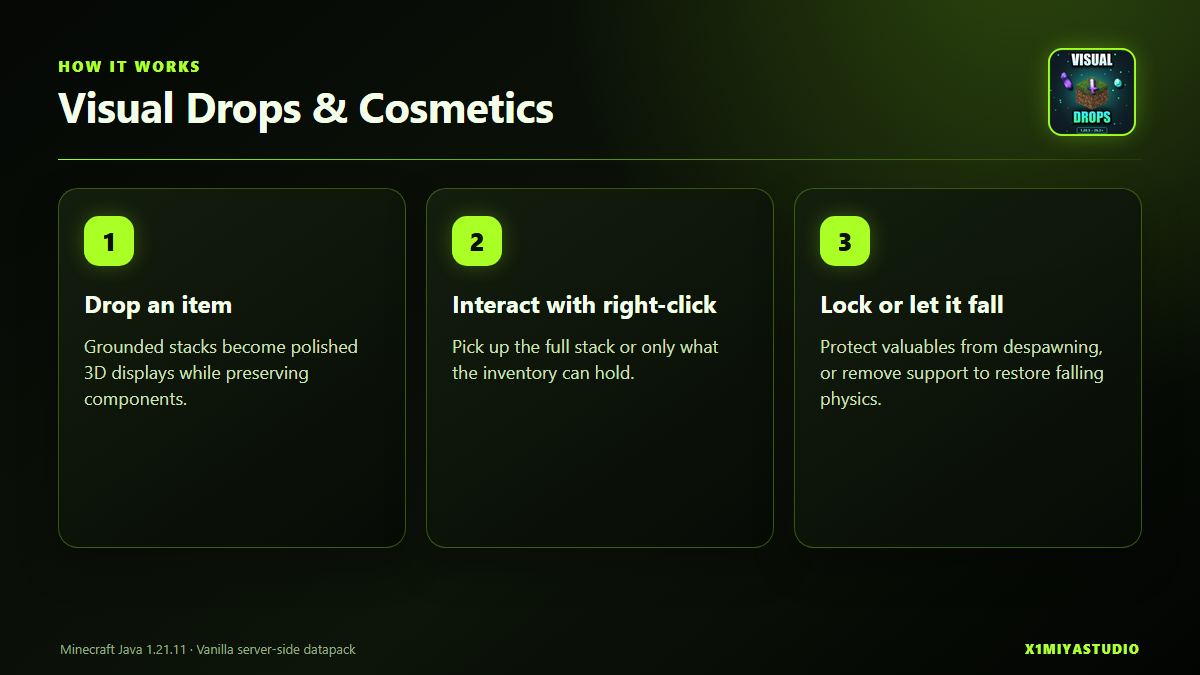 HOW IT WORKS
Visual Drops & Cosmetics
VISUAL
DROPS
1
Drop an item
Grounded stacks become polished
3D displays while preserving
components.
2
Interact with right-click
Pick up the full stack or only what
the inventory can hold.
3
Lock or let it fall
Protect valuables from despawning,
or remove support to restore falling
physics.
Minecraft Java 1.21.11 · Vanilla server-side datapack
X1MIYASTUDIO